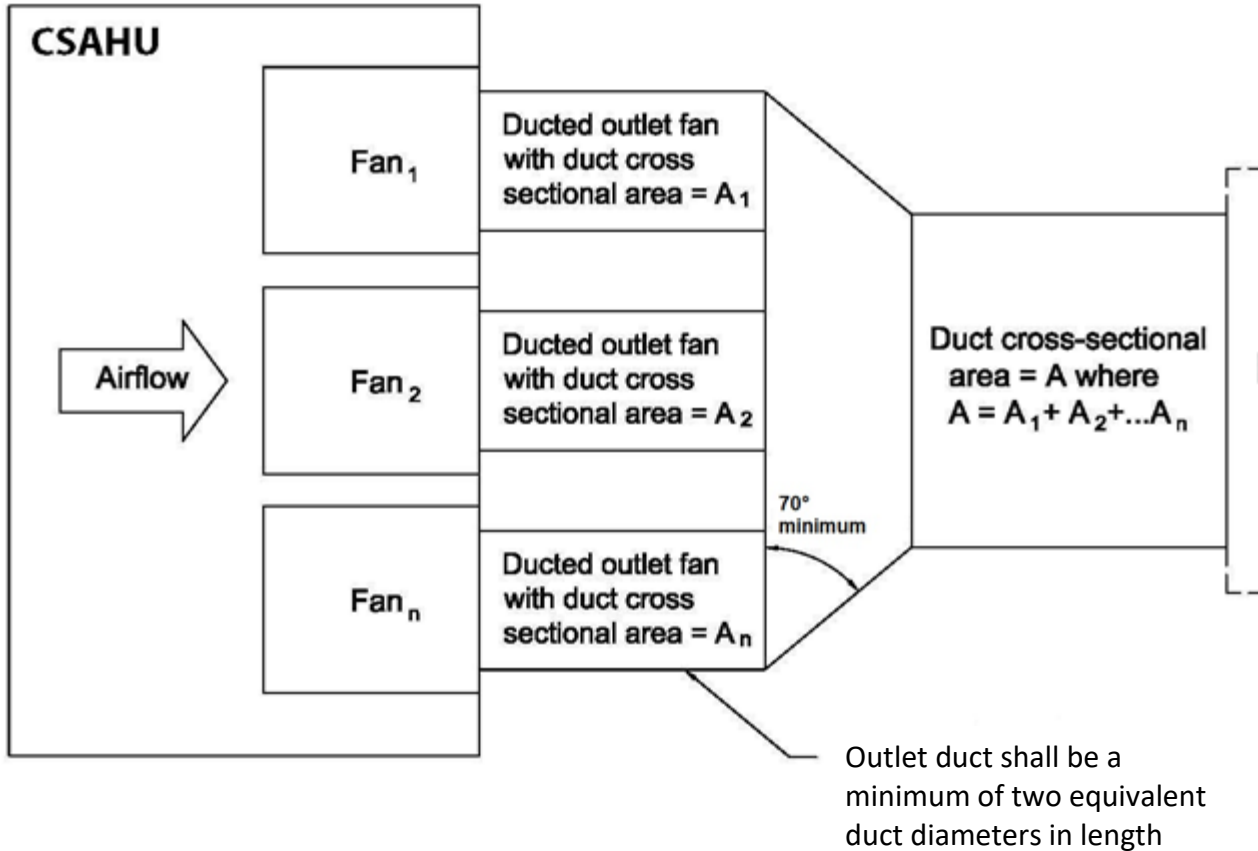 CSAHU
Fan₁
Ducted outlet fan
with duct cross
sectional area = A₁
Airflow
Fan₂
Ducted outlet fan
with duct cross
sectional area = A₂
Duct cross-sectional
area = A where
A = A₁+ A₂+...Aₙ
70°
minimum
Fanₙ
Ducted outlet fan
with duct cross
sectional area = Aₙ
Outlet duct shall be a
minimum of two equivalent
duct diameters in length